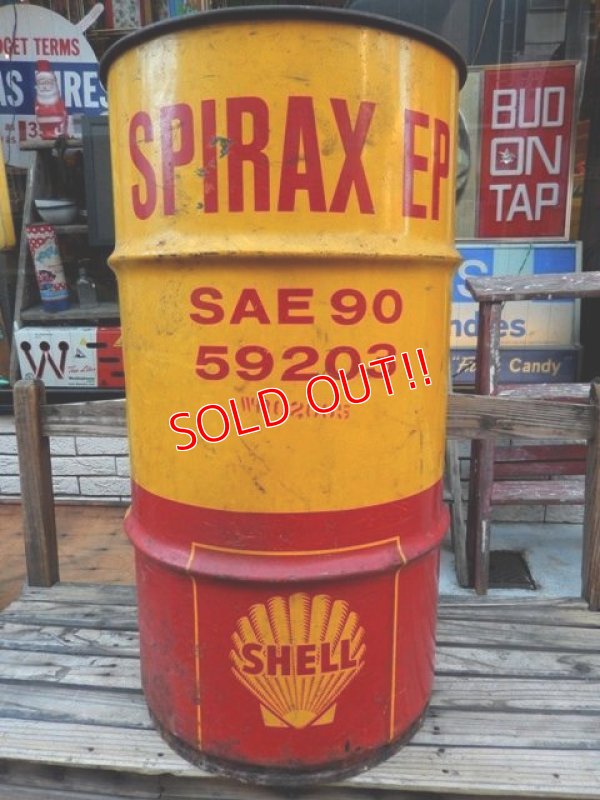 DGET TERMS
SPIRAX EP
SAE 90
59203
SOLD OUT!!
SHELL
BUD
ON
TAP
Candy
W